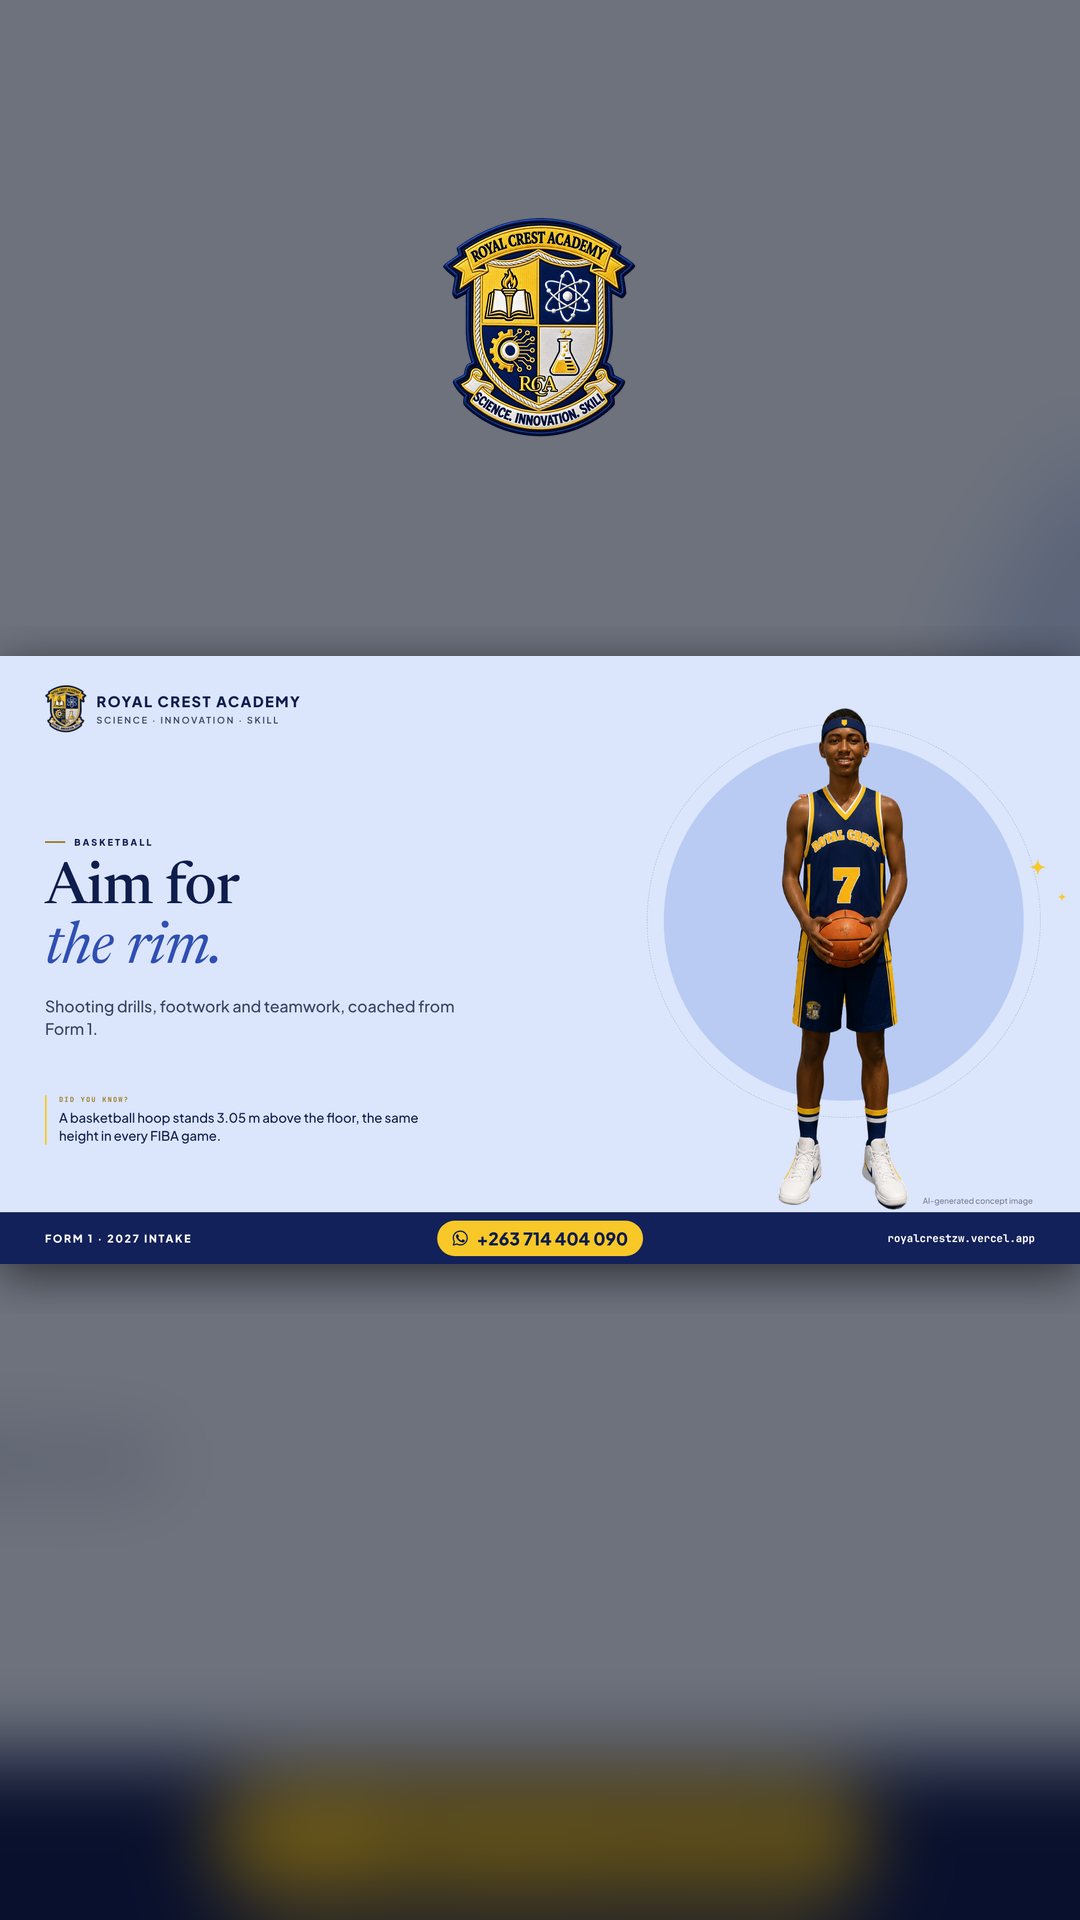 ROYAL CREST ACADEMY
RCA
SCIENCE. INNOVATION. SKILL
ROYAL CREST ACADEMY
SCIENCE · INNOVATION · SKILL
BASKETBALL
Aim for
the rim.
Shooting drills, footwork and teamwork, coached from
Form 1.
DID YOU KNOW?
A basketball hoop stands 3.05 m above the floor, the same
height in every FIBA game.
ROYAL CREST
7
AI-generated concept image
FORM 1 · 2027 INTAKE
+263 714 404 090
royalcrestzw.vercel.app